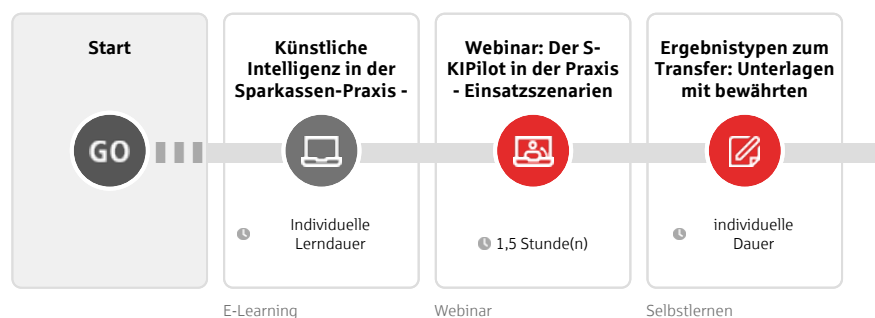 Start
GO
Künstliche
Intelligenz in der
Sparkassen-Praxis -
Individuelle
Lerndauer
E-Learning
Webinar: Der S-
KIPilot in der Praxis
- Einsatzszenarien
1,5 Stunde(n)
Webinar
Ergebnistypen zum
Transfer: Unterlagen
mit bewährten
individuelle
Dauer
Selbstlernen